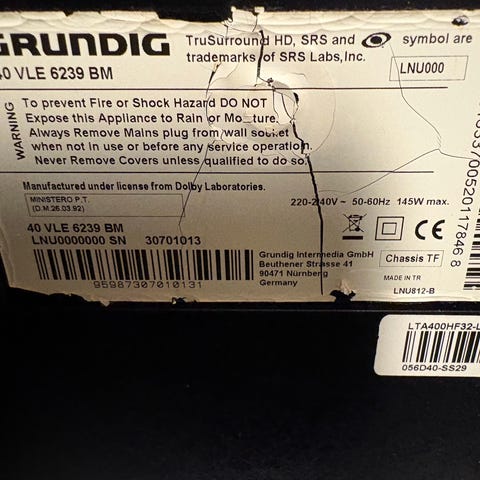 GRUNDIG
40 VLE 6239 BM
TruSurround HD, SRS and symbol are
trademarks of SRS Labs, Inc.
LNU000
WARNING
To prevent Fire or Shock Hazard DO NOT
Expose this Appliance to Rain or Mo_ture.
Always Remove Mains plug from wall socket
when not in use or before any service operation.
Never Remove Covers unless qualified to do so
Manufactured under license from Dolby Laboratories.
MINISTERO P.T.
(D.M.26.03.92)
220-240V ~ 50-60Hz 145W max.
40 VLE 6239 BM
LNU0000000 SN 30701013
95987307010131
CE
Grundig Intermedia GmbH
Beuthener Strasse 41
90471 Nürnberg
Germany
Chassis TF
MADE IN TR
LNU812-B
LTA400HF32-L
056D40-SS29